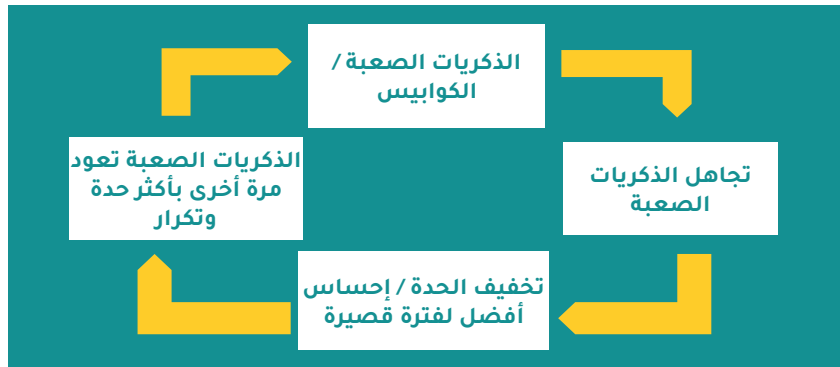 الذكريات الصعبة /
الكوابيس
تجاهل الذكريات
الصعبة
تخفيف الحدة / إحساس
أفضل لفترة قصيرة
الذكريات الصعبة تعود
مرة أخرى بأكثر حدة
وتكرار